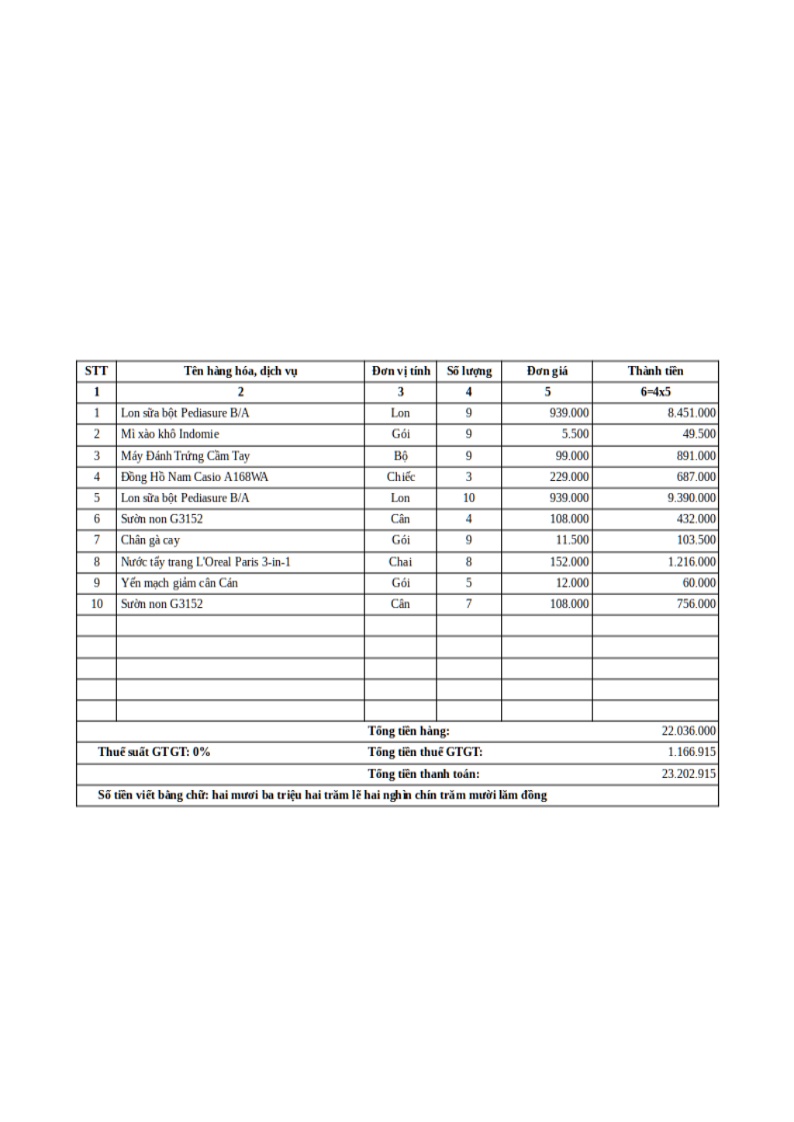 STT Tên hàng hóa, dịch vụ Đơn vị tính Số lượng Đơn giá Thành tiền
1 2 3 4 5 6=4x5
1 Lon sữa bột Pediasure B/A Lon 9 939.000 8.451.000
2 Mì xào khô Indomie Gói 9 5.500 49.500
3 Máy Đánh Trứng Cầm Tay Bộ 9 99.000 891.000
4 Đồng Hồ Nam Casio A168WA Chiếc 3 229.000 687.000
5 Lon sữa bột Pediasure B/A Lon 10 939.000 9.390.000
6 Sườn non G3152 Cân 4 108.000 432.000
7 Chân gà cay Gói 9 11.500 103.500
8 Nước tẩy trang L'Oreal Paris 3-in-1 Chai 8 152.000 1.216.000
9 Yến mạch giảm cân Cán Gói 5 12.000 60.000
10 Sườn non G3152 Cân 7 108.000 756.000
Tổng tiền hàng: 22.036.000
Thuế suất GTGT: 0% Tổng tiền thuế GTGT: 1.166.915
Tổng tiền thanh toán: 23.202.915
Số tiền viết bằng chữ: hai mươi ba triệu hai trăm lẽ hai nghìn chín trăm mười lăm đồng